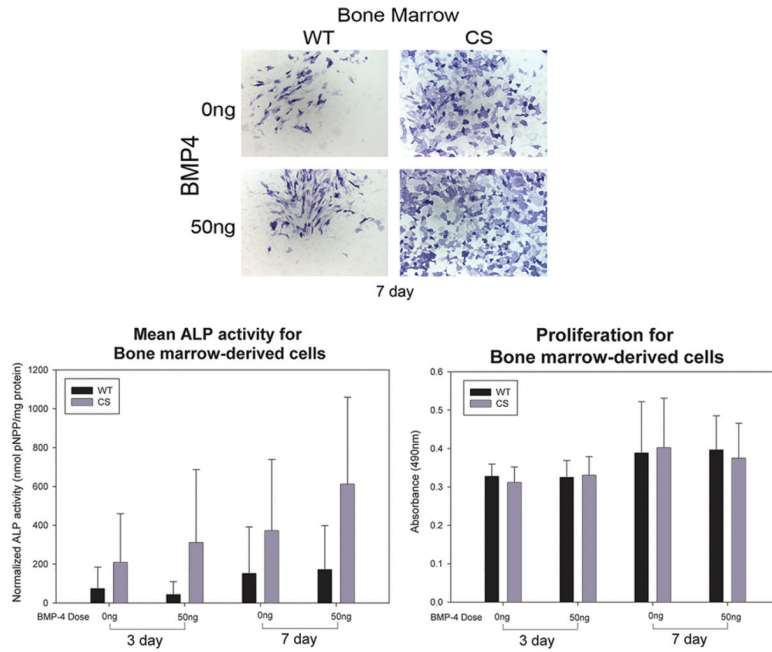 Bone Marrow
WT CS
BMP4
0ng
50ng
7 day
Mean ALP activity for
Bone marrow-derived cells
Normalized ALP activity (nmol pNPP/mg protein)
1200
1000
800
600
400
200
0
WT
CS
BMP-4 Dose 0ng 50ng 0ng 50ng
3 day 7 day
Proliferation for
Bone marrow-derived cells
Absorbance (490nm)
0.6
0.5
0.4
0.3
0.2
0.1
0.0
WT
CS
BMP-4 Dose 0ng 50ng 0ng 50ng
3 day 7 day